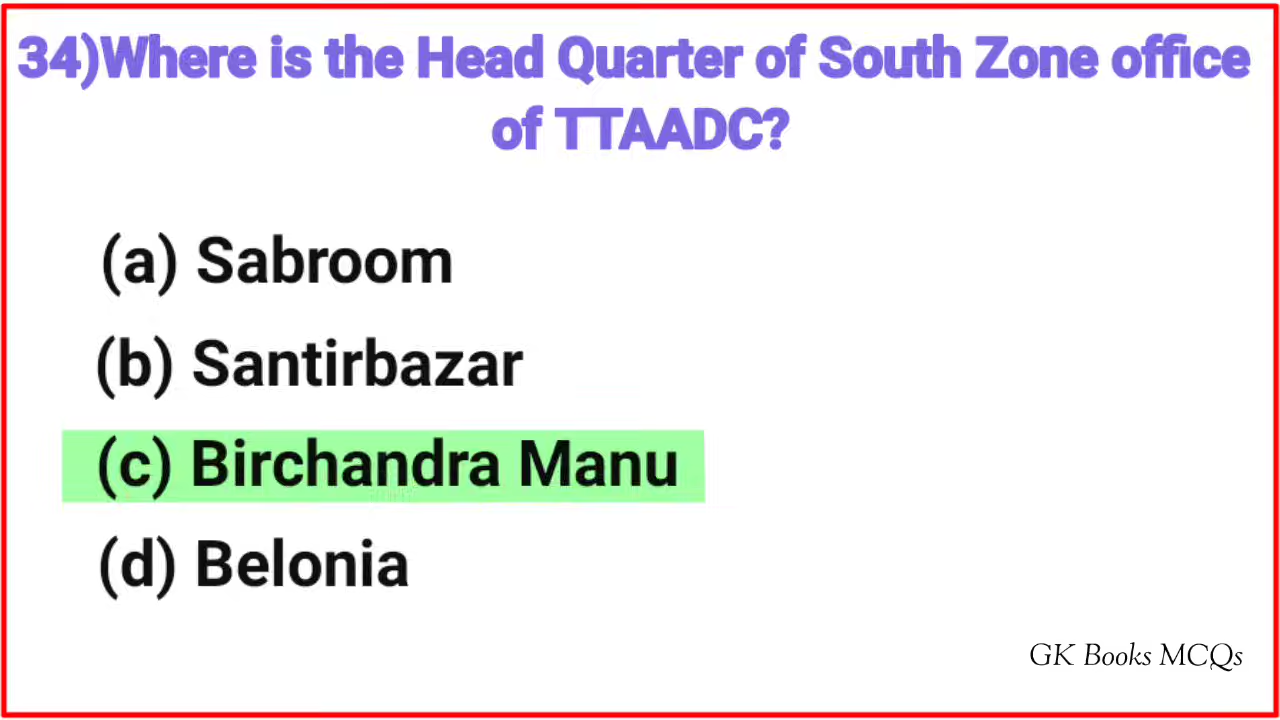 34)Where is the Head Quarter of South Zone office
of TTAADC?
(a) Sabroom
(b) Santirbazar
(c) Birchandra Manu
(d) Belonia
GK Books MCQs